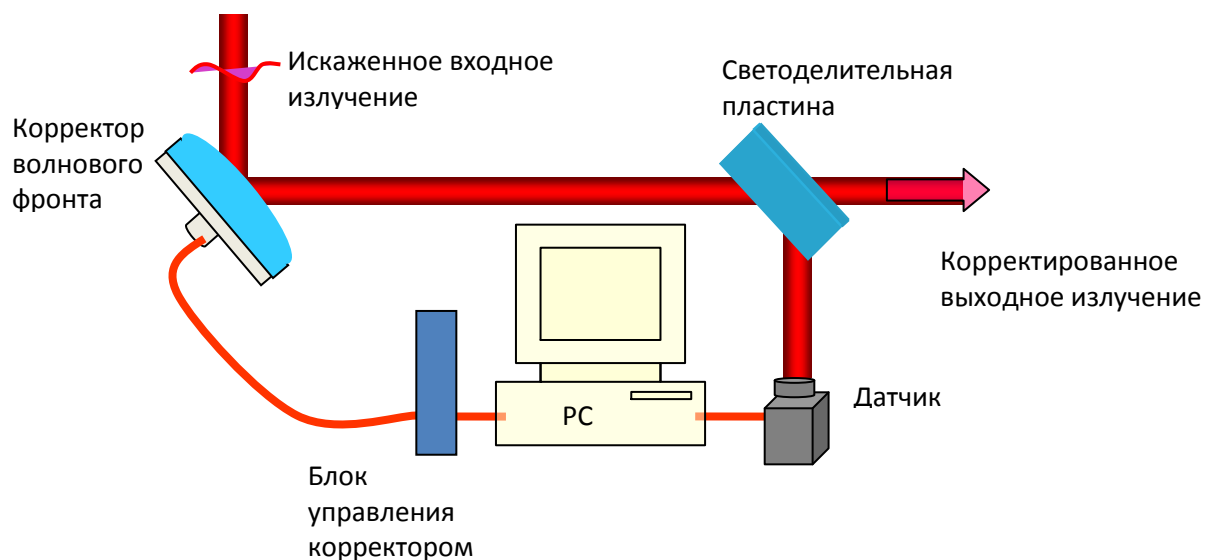 Искаженное входное
излучение
Светоделительная
пластина
Корректор
волнового
фронта
Корректированное
выходное излучение
Датчик
PC
Блок
управления
корректором